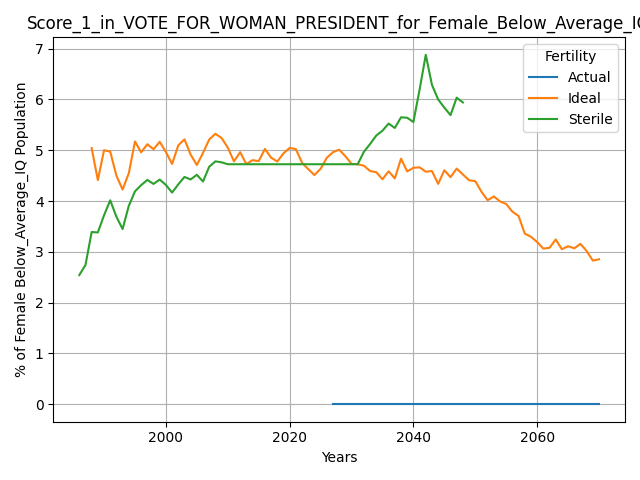 Score_1_in_VOTE_FOR_WOMAN_PRESIDENT_for_Female_Below_Average_IQ
Fertility
Actual
Ideal
Sterile
% of Female Below_Average_IQ Population
7
6
5
4
3
2
1
0
2000 2020 2040 2060
Years